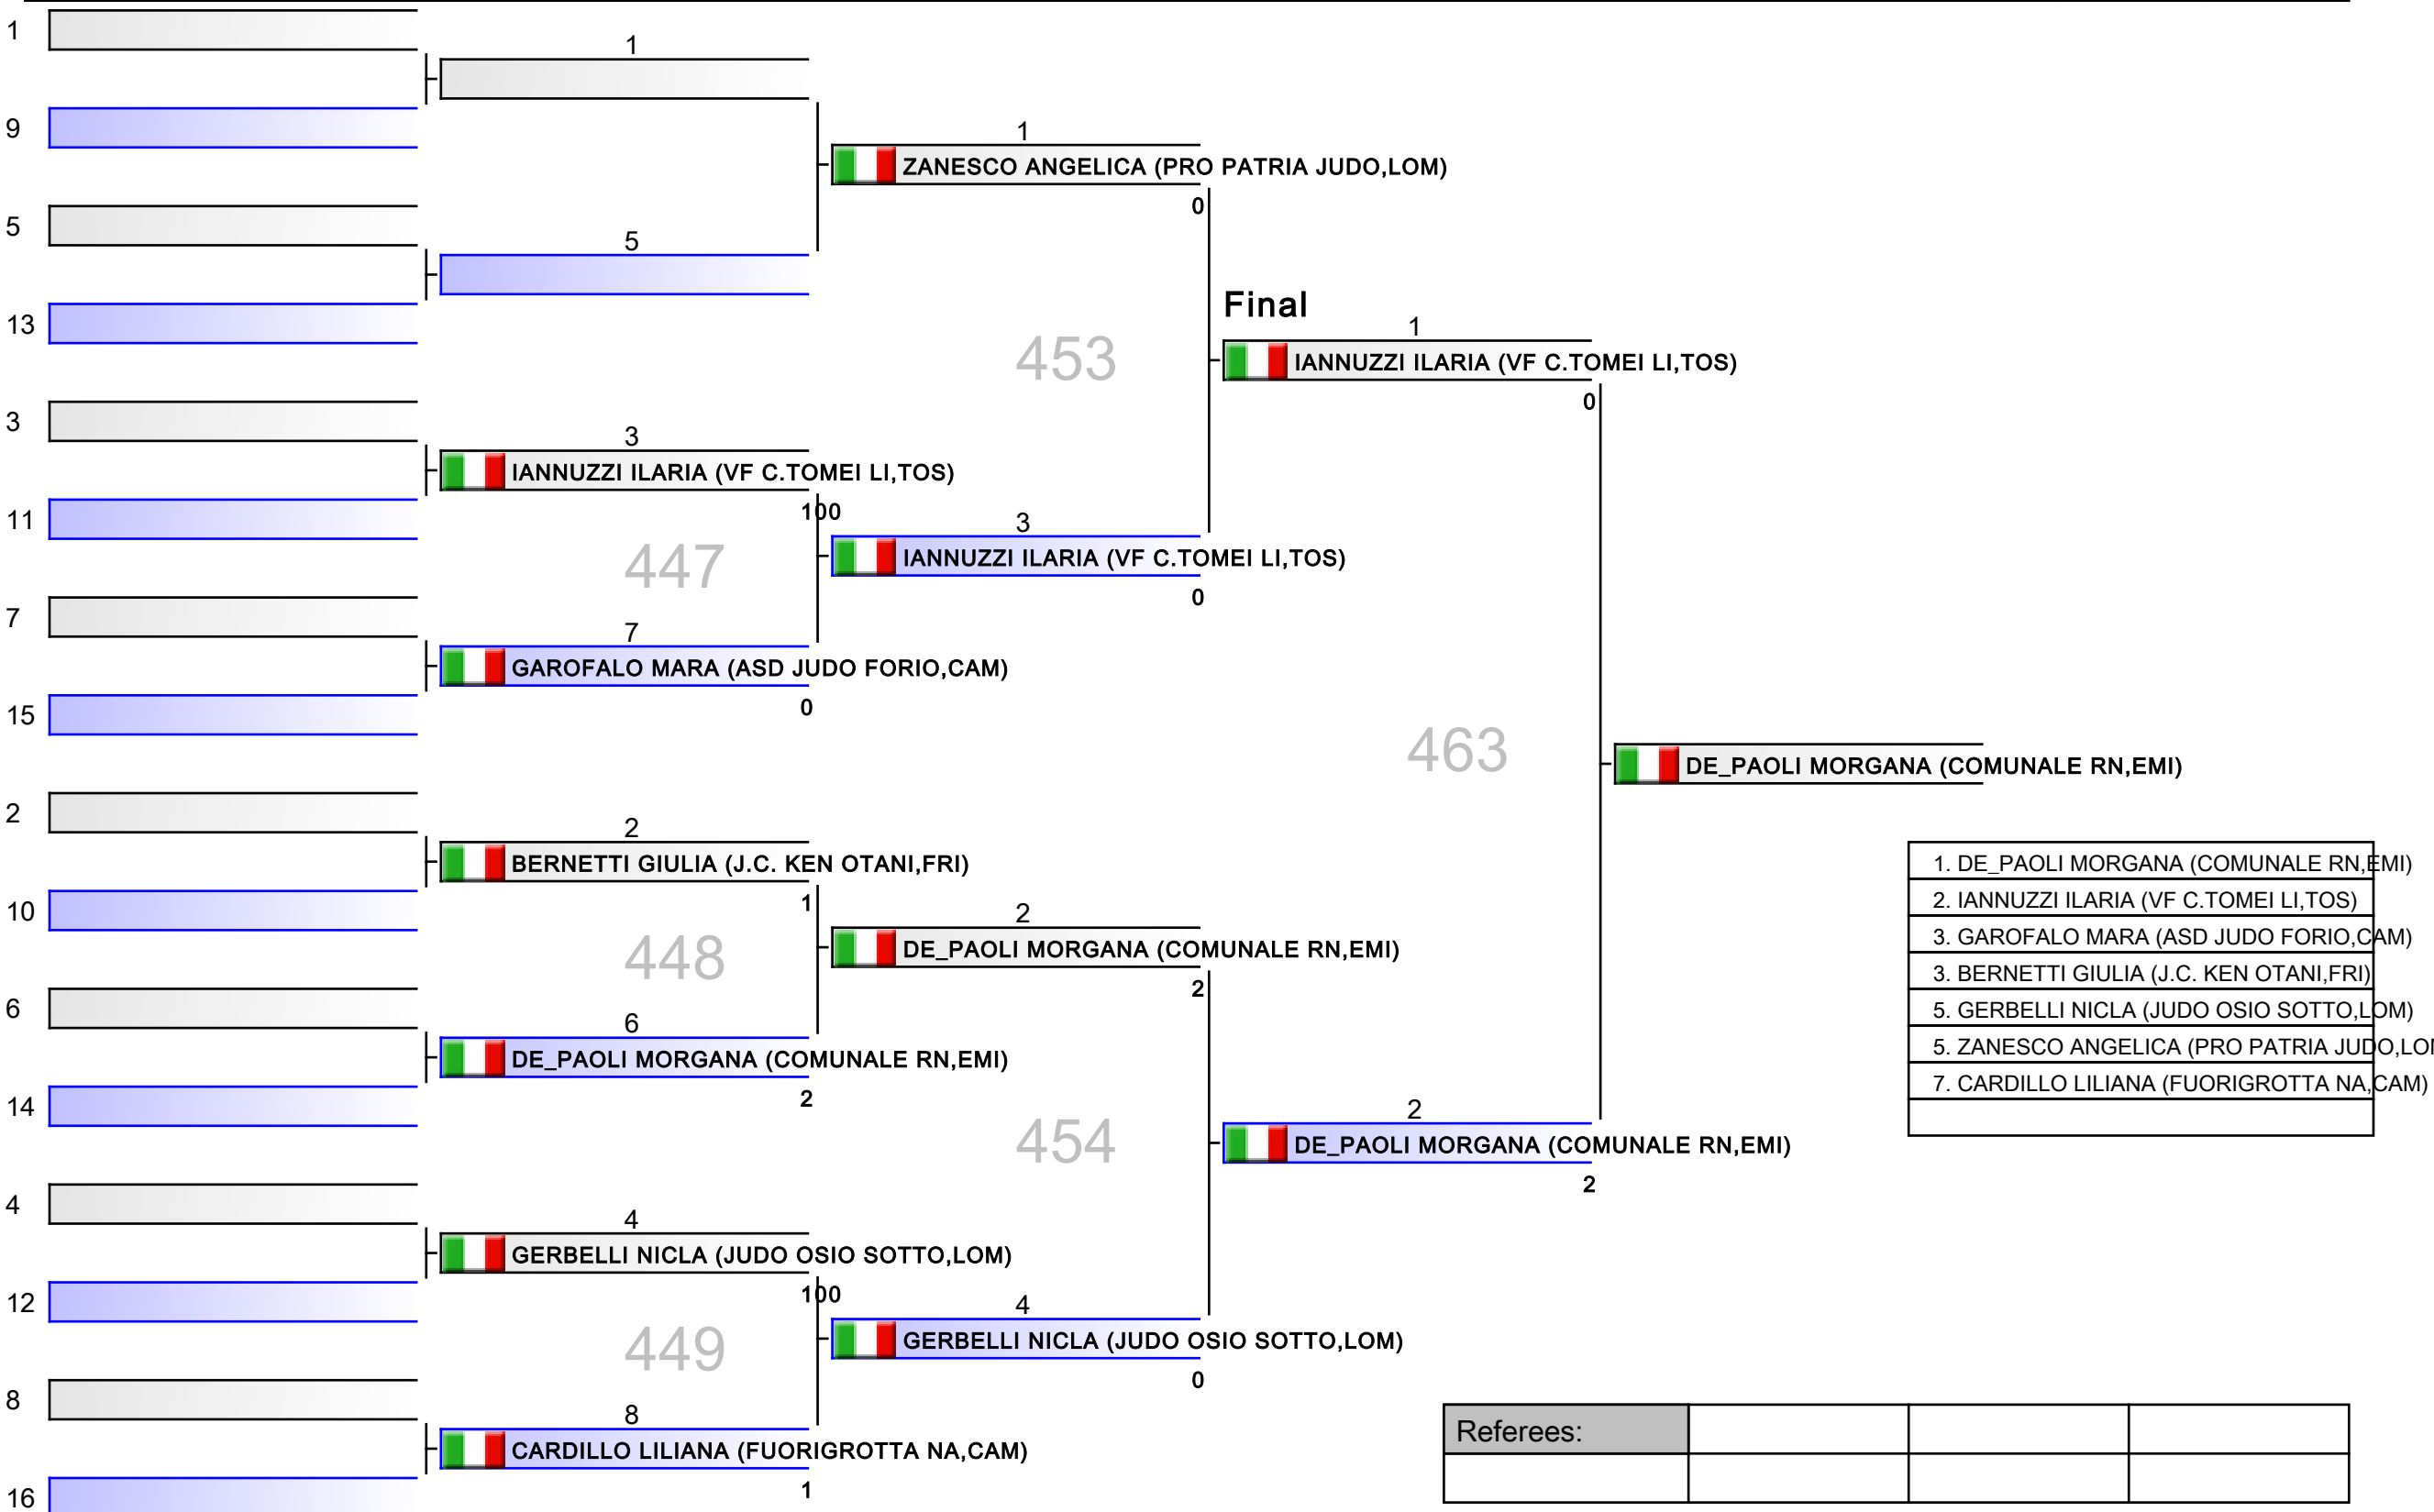 1
1
9
1
ZANESCO ANGELICA (PRO PATRIA JUDO,LOM)
0
5
5
13
453
Final
1
IANNUZZI ILARIA (VF C.TOMEI LI,TOS)
0
3
3
IANNUZZI ILARIA (VF C.TOMEI LI,TOS)
100
11
3
IANNUZZI ILARIA (VF C.TOMEI LI,TOS)
0
447
7
7
GAROFALO MARA (ASD JUDO FORIO,CAM)
0
15
463
DE_PAOLI MORGANA (COMUNALE RN,EMI)
2
2
BERNETTI GIULIA (J.C. KEN OTANI,FRI)
1
10
2
DE_PAOLI MORGANA (COMUNALE RN,EMI)
2
448
6
6
DE_PAOLI MORGANA (COMUNALE RN,EMI)
2
14
454
2
DE_PAOLI MORGANA (COMUNALE RN,EMI)
2
1. DE_PAOLI MORGANA (COMUNALE RN,EMI)
2. IANNUZZI ILARIA (VF C.TOMEI LI,TOS)
3. GAROFALO MARA (ASD JUDO FORIO,CAM)
3. BERNETTI GIULIA (J.C. KEN OTANI,FRI)
5. GERBELLI NICLA (JUDO OSIO SOTTO,LOM)
5. ZANESCO ANGELICA (PRO PATRIA JUDO,LO
7. CARDILLO LILIANA (FUORIGROTTA NA,CAM)
4
4
GERBELLI NICLA (JUDO OSIO SOTTO,LOM)
100
12
4
GERBELLI NICLA (JUDO OSIO SOTTO,LOM)
0
449
8
8
CARDILLO LILIANA (FUORIGROTTA NA,CAM)
1
16
Referees: